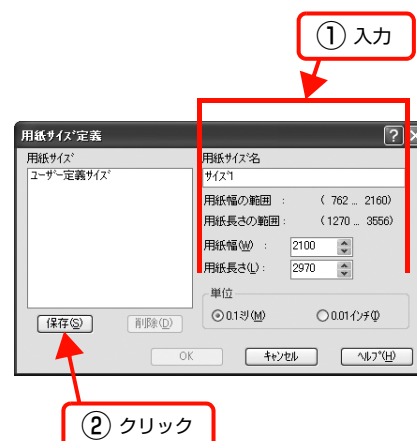 ① 入力
用紙サイズ定義
用紙サイズ
ユーザー定義サイズ
用紙サイズ名
サイズ1
用紙幅の範囲 : ( 762 ... 2160)
用紙長さの範囲 : (1270 ... 3556)
用紙幅(W) : 2100
用紙長さ(L) : 2970
単位
0.1ミリ(M) 0.01インチ(I)
保存(S) 削除(D)
OK キャンセル ヘルプ(H)
② クリック